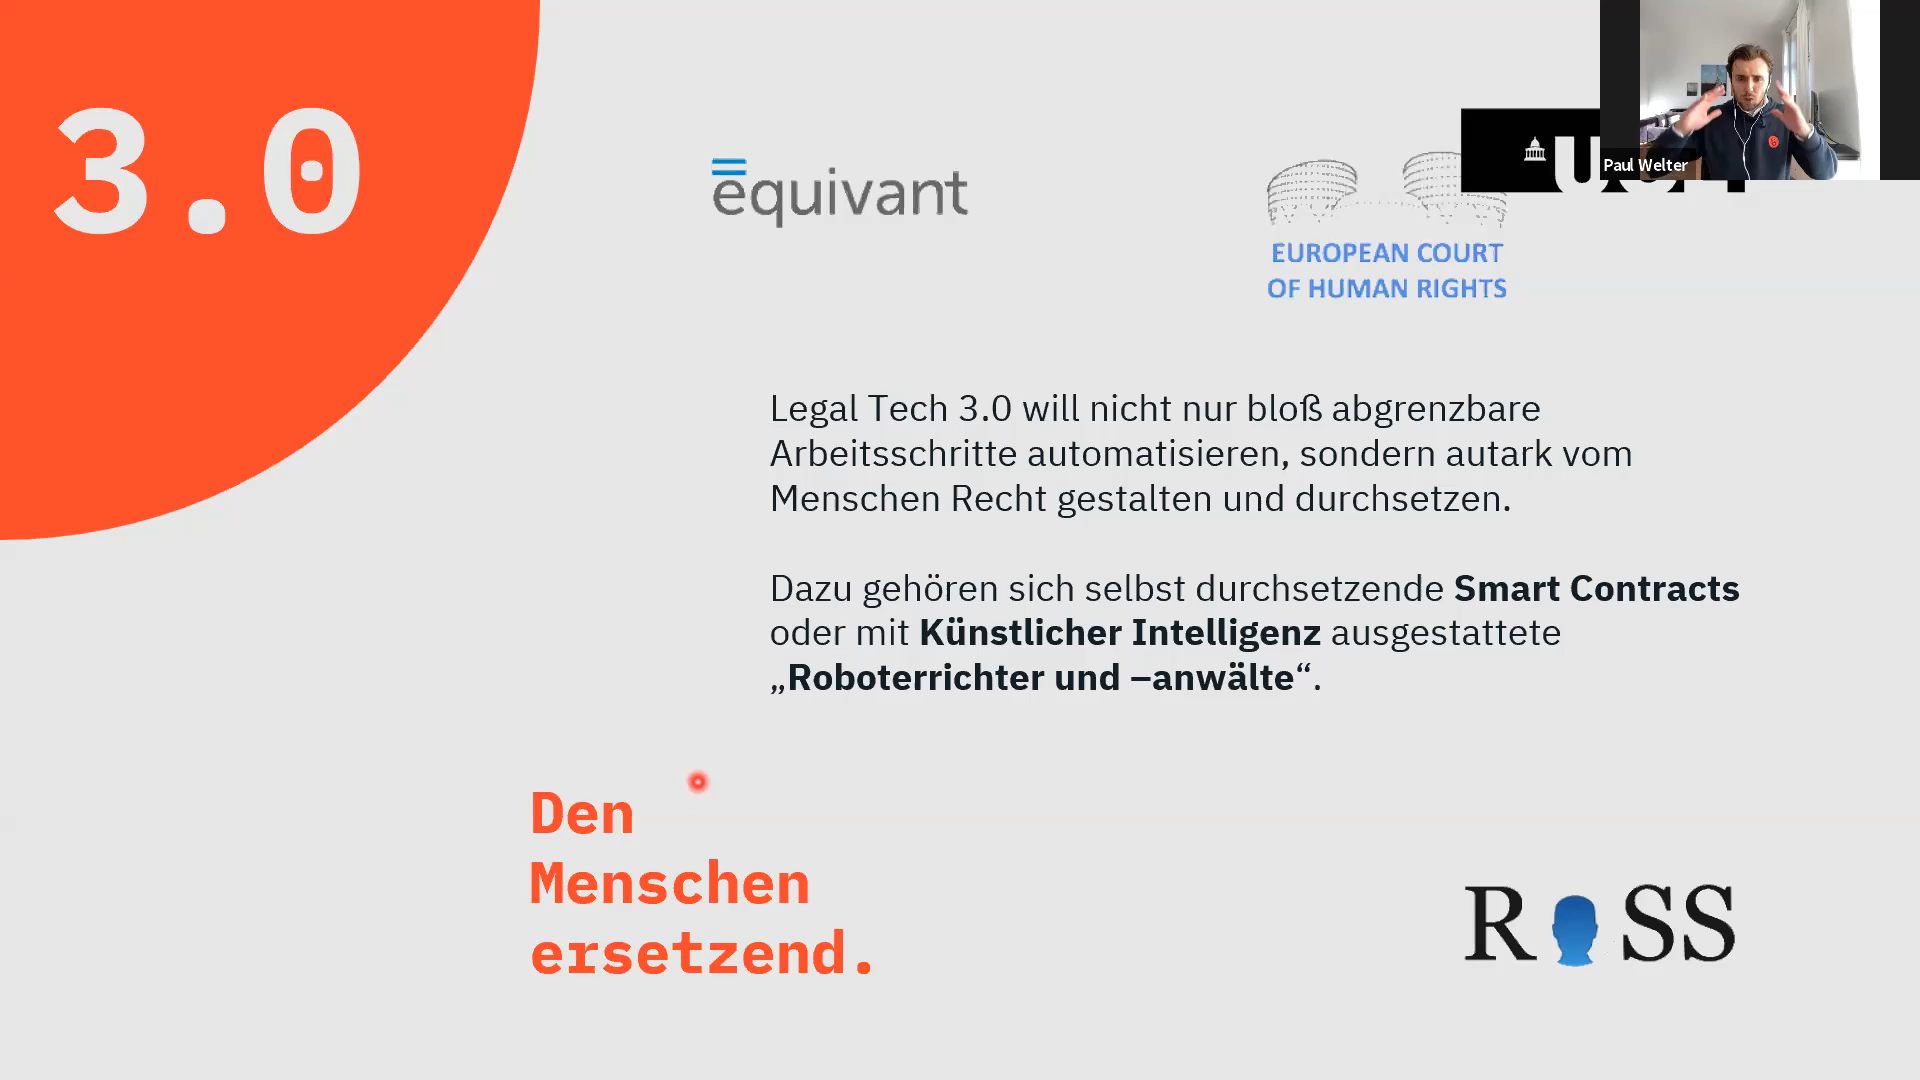 3.0
equivant
EUROPEAN COURT
OF HUMAN RIGHTS
Paul Welter
Legal Tech 3.0 will nicht nur bloß abgrenzbare
Arbeitsschritte automatisieren, sondern autark vom
Menschen Recht gestalten und durchsetzen.
Dazu gehören sich selbst durchsetzende Smart Contracts
oder mit Künstlicher Intelligenz ausgestattete
„Roboterrichter und –anwälte“.
Den
Menschen
ersetzend.
ROSS